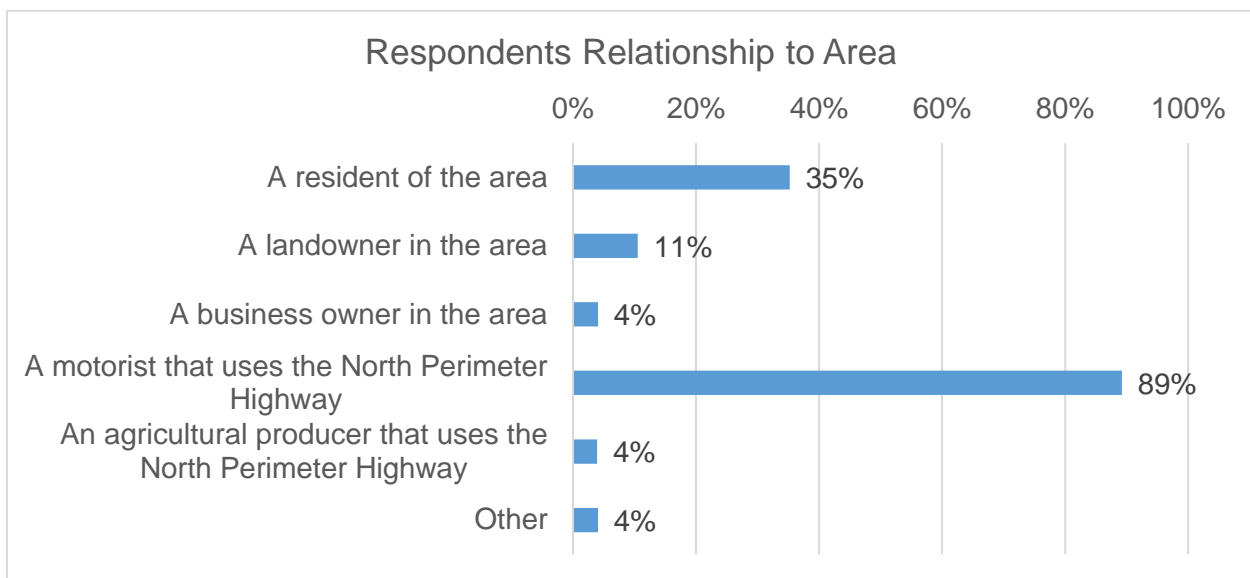 Respondents Relationship to Area
0% 20% 40% 60% 80% 100%
A resident of the area 35%
A landowner in the area 11%
A business owner in the area 4%
A motorist that uses the North Perimeter
Highway 89%
An agricultural producer that uses the
North Perimeter Highway 4%
Other 4%